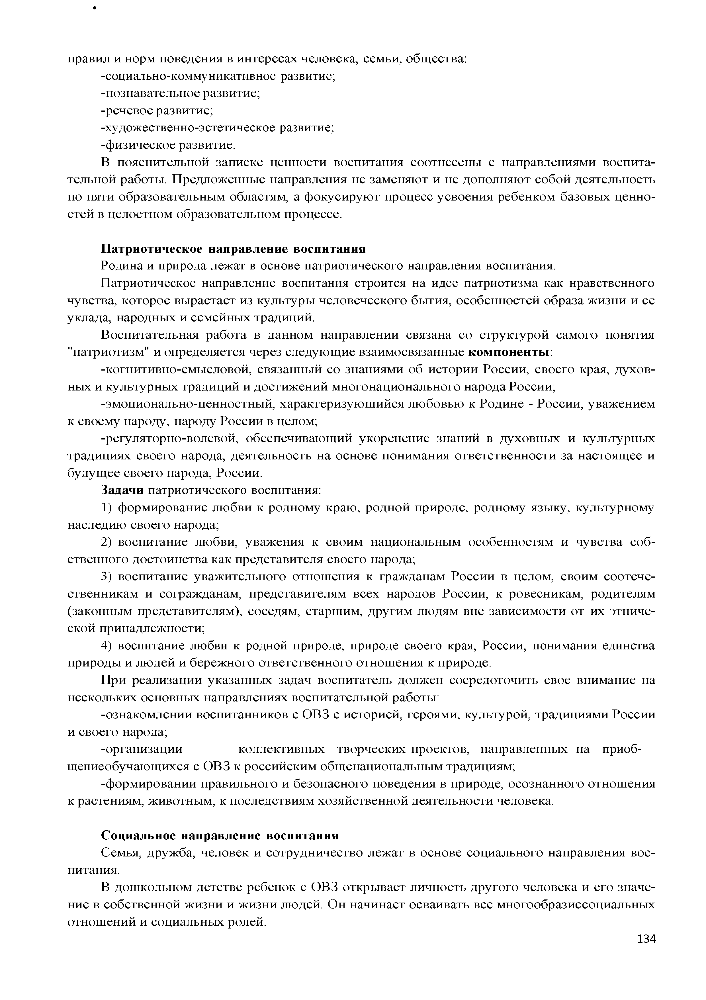 •
правил и норм поведения в интересах человека, семьи, общества:
-социально-коммуникативное развитие;
-познавательное развитие;
-речевое развитие;
-художественно-эстетическое развитие;
-физическое развитие.
В пояснительной записке ценности воспитания соотнесены с направлениями воспита-
тельной работы. Предложенные направления не заменяют и не дополняют собой деятельность
по пяти образовательным областям, а фокусируют процесс усвоения ребенком базовых ценно-
стей в целостном образовательном процессе.
Патриотическое направление воспитания
Родина и природа лежат в основе патриотического направления воспитания.
Патриотическое направление воспитания строится на идее патриотизма как нравственного
чувства, которое вырастает из культуры человеческого бытия, особенностей образа жизни и ее
уклада, народных и семейных традиций.
Воспитательная работа в данном направлении связана со структурой самого понятия
"патриотизм" и определяется через следующие взаимосвязанные компоненты:
-когнитивно-смысловой, связанный со знаниями об истории России, своего края, духов-
ных и культурных традиций и достижений многонационального народа России;
-эмоционально-ценностный, характеризующийся любовью к Родине - России, уважением
к своему народу, народу России в целом;
-регуляторно-волевой, обеспечивающий укоренение знаний в духовных и культурных
традициях своего народа, деятельность на основе понимания ответственности за настоящее и
будущее своего народа, России.
Задачи патриотического воспитания:
1) формирование любви к родному краю, родной природе, родному языку, культурному
наследию своего народа;
2) воспитание любви, уважения к своим национальным особенностям и чувства соб-
ственного достоинства как представителя своего народа;
3) воспитание уважительного отношения к гражданам России в целом, своим соотече-
ственникам и согражданам, представителям всех народов России, к ровесникам, родителям
(законным представителям), соседям, старшим, другим людям вне зависимости от их этниче-
ской принадлежности;
4) воспитание любви к родной природе, природе своего края, России, понимания единства
природы и людей и бережного ответственного отношения к природе.
При реализации указанных задач воспитатель должен сосредоточить свое внимание на
нескольких основных направлениях воспитательной работы:
-ознакомлении воспитанников с ОВЗ с историей, героями, культурой, традициями России
и своего народа;
-организации коллективных творческих проектов, направленных на приоб-
щениеобучающихся с ОВЗ к российским общенациональным традициям;
-формировании правильного и безопасного поведения в природе, осознанного отношения
к растениям, животным, к последствиям хозяйственной деятельности человека.
Социальное направление воспитания
Семья, дружба, человек и сотрудничество лежат в основе социального направления вос-
питания.
В дошкольном детстве ребенок с ОВЗ открывает личность другого человека и его значе-
ние в собственной жизни и жизни людей. Он начинает осваивать все многообразиесоциальных
отношений и социальных ролей.
134